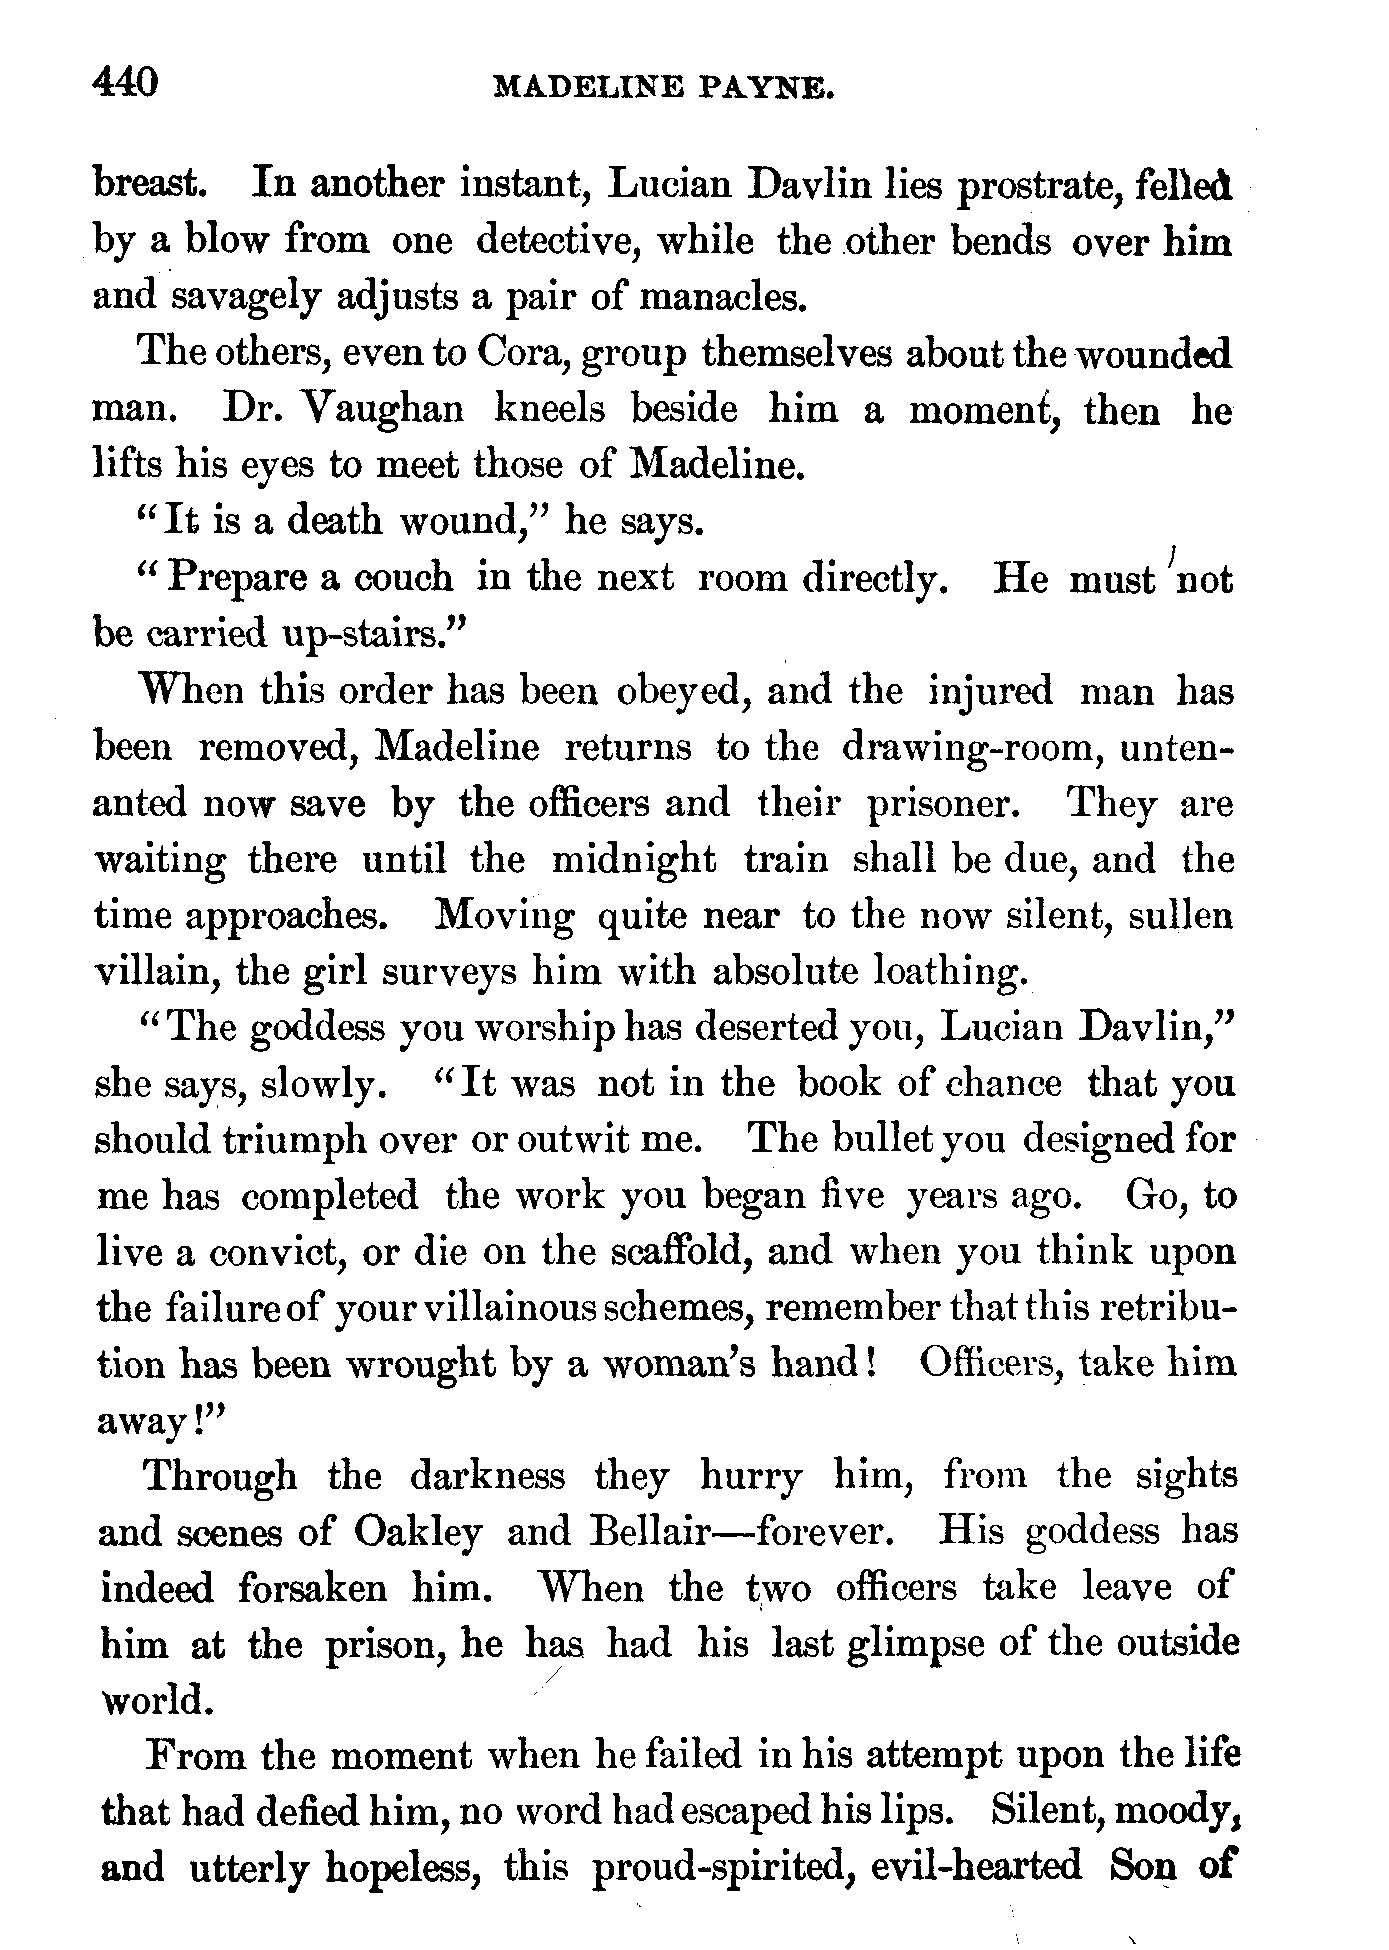 440 MADELINE PAYNE.
breast. In another instant, Lucian Davlin lies prostrate, felled
by a blow from one detective, while the other bends over him
and savagely adjusts a pair of manacles.
The others, even to Cora, group themselves about the wounded
man. Dr. Vaughan kneels beside him a moment, then he
lifts his eyes to meet those of Madeline.
"It is a death wound," he says.
"Prepare a couch in the next room directly. He must not
be carried up-stairs."
When this order has been obeyed, and the injured man has
been removed, Madeline returns to the drawing-room, unten-
anted now save by the officers and their prisoner. They are
waiting there until the midnight train shall be due, and the
time approaches. Moving quite near to the now silent, sullen
villain, the girl surveys him with absolute loathing.
"The goddess you worship has deserted you, Lucian Davlin,"
she says, slowly. "It was not in the book of chance that you
should triumph over or outwit me. The bullet you designed for
me has completed the work you began five years ago. Go, to
live a convict, or die on the scaffold, and when you think upon
the failure of your villainous schemes, remember that this retribu-
tion has been wrought by a woman's hand! Officers, take him
away!"
Through the darkness they hurry him, from the sights
and scenes of Oakley and Bellair—forever. His goddess has
indeed forsaken him. When the two officers take leave of
him at the prison, he has had his last glimpse of the outside
world.
From the moment when he failed in his attempt upon the life
that had defied him, no word had escaped his lips. Silent, moody,
and utterly hopeless, this proud-spirited, evil-hearted Son of